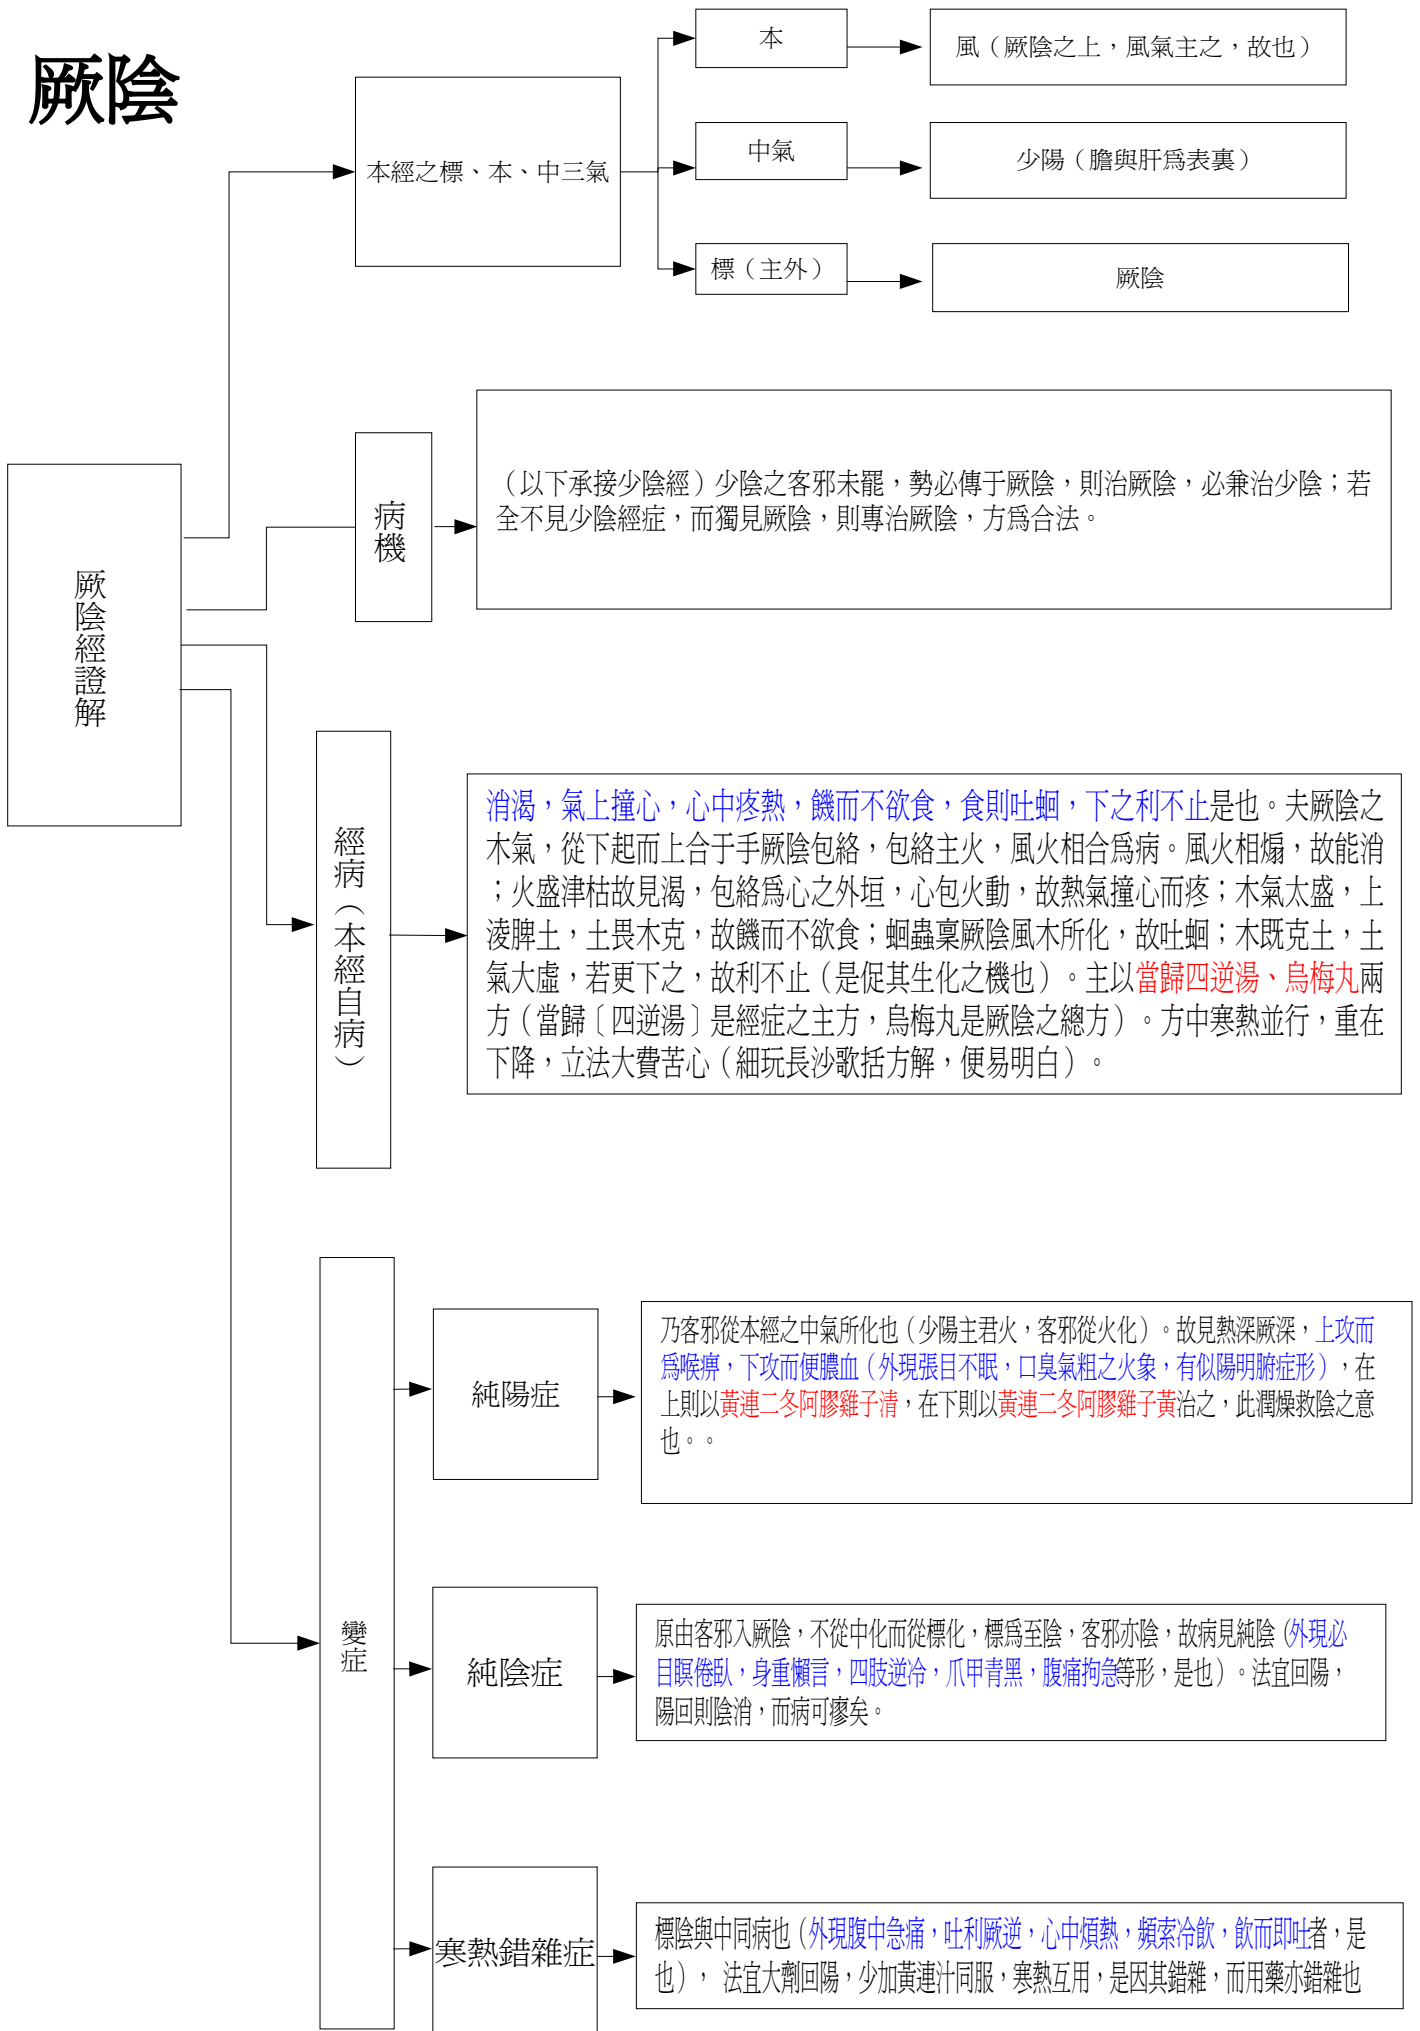 厥陰
厥陰經證解
本經之標、本、中三氣
本
風（厥陰之上，風氣主之，故也）
中氣
少陽（膽與肝爲表裏）
標（主外）
厥陰
病機
（以下承接少陰經）少陰之客邪未罷，勢必傳于厥陰，則治厥陰，必兼治少陰；若
全不見少陰經症，而獨見厥陰，則專治厥陰，方爲合法。
經病（本經自病）
消渴，氣上撞心，心中疼熱，饑而不欲食，食則吐蛔，下之利不止是也。夫厥陰之
木氣，從下起而上合于手厥陰包絡，包絡主火，風火相合爲病。風火相煽，故能消
；火盛津枯故見渴，包絡爲心之外垣，心包火動，故熱氣撞心而疼；木氣太盛，上
淩脾土，土畏木克，故饑而不欲食；蛔蟲稟厥陰風木所化，故吐蛔；木既克土，土
氣大虛，若更下之，故利不止（是促其生化之機也）。主以當歸四逆湯、烏梅丸兩
方（當歸〔四逆湯〕是經症之主方，烏梅丸是厥陰之總方）。方中寒熱並行，重在
下降，立法大費苦心（細玩長沙歌括方解，便易明白）。
變症
純陽症
乃客邪從本經之中氣所化也（少陽主君火，客邪從火化）。故見熱深厥深，上攻而
爲喉痹，下攻而便膿血（外現張目不眠，口臭氣粗之火象，有似陽明腑症形），在
上則以黃連二冬阿膠雞子清，在下則以黃連二冬阿膠雞子黃治之，此潤燥救陰之意
也。。
純陰症
原由客邪入厥陰，不從中化而從標化，標爲至陰，客邪亦陰，故病見純陰（外現必
目瞑倦臥，身重懶言，四肢逆冷，爪甲青黑，腹痛拘急等形，是也）。法宜回陽，
陽回則陰消，而病可瘳矣。
寒熱錯雜症
標陰與中同病也（外現腹中急痛，吐利厥逆，心中煩熱，頻索冷飲，飲而即吐者，是
也）， 法宜大劑回陽，少加黃連汁同服，寒熱互用，是因其錯雜，而用藥亦錯雜也